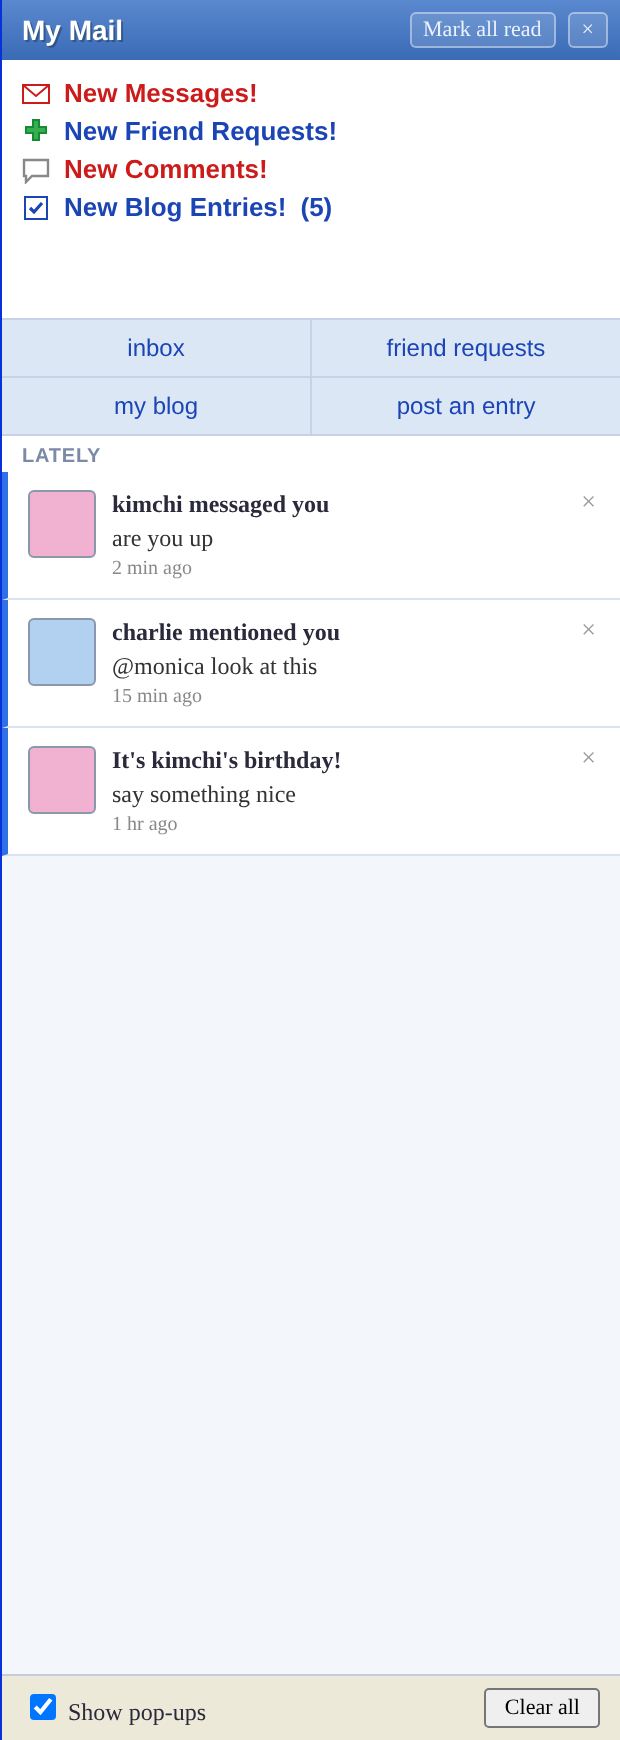 My Mail
Mark all read
×
New Messages!
New Friend Requests!
New Comments!
New Blog Entries! (5)
inbox
friend requests
my blog
post an entry
LATELY
kimchi messaged you
×
are you up
2 min ago
charlie mentioned you
×
@monica look at this
15 min ago
It's kimchi's birthday!
×
say something nice
1 hr ago
Show pop-ups
Clear all